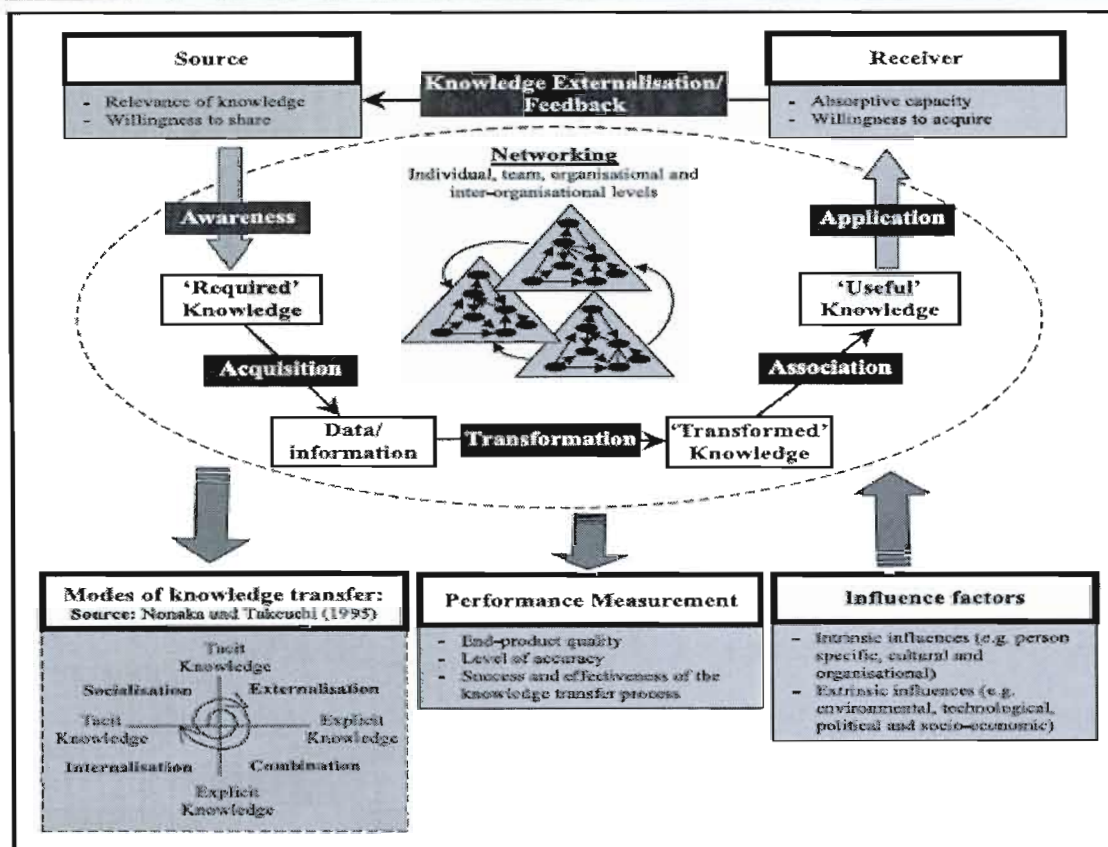 Source
- Relevance of knowledge
- Willingness to share
Knowledge Externalisation/
Feedback
Receiver
- Absorptive capacity
- Willingness to acquire
Networking
Individual, team, organisational and
inter-organisational levels
Awareness
Application
'Required'
Knowledge
'Useful'
Knowledge
Acquisition
Association
Data/
information
Transformation
'Transformed'
Knowledge
Modes of knowledge transfer:
Source: Nonaka and Takeuchi (1995)
Tacit
Knowledge
Socialisation
Externalisation
Tacit
Knowledge
Explicit
Knowledge
Internalisation
Combination
Explicit
Knowledge
Performance Measurement
- End-product quality
- Level of accuracy
- Success and effectiveness of the
knowledge transfer process
Influence factors
- Intrinsic influences (e.g. person
specific, cultural and
organisational)
- Extrinsic influences (e.g.
environmental, technological,
political and socio-economic)